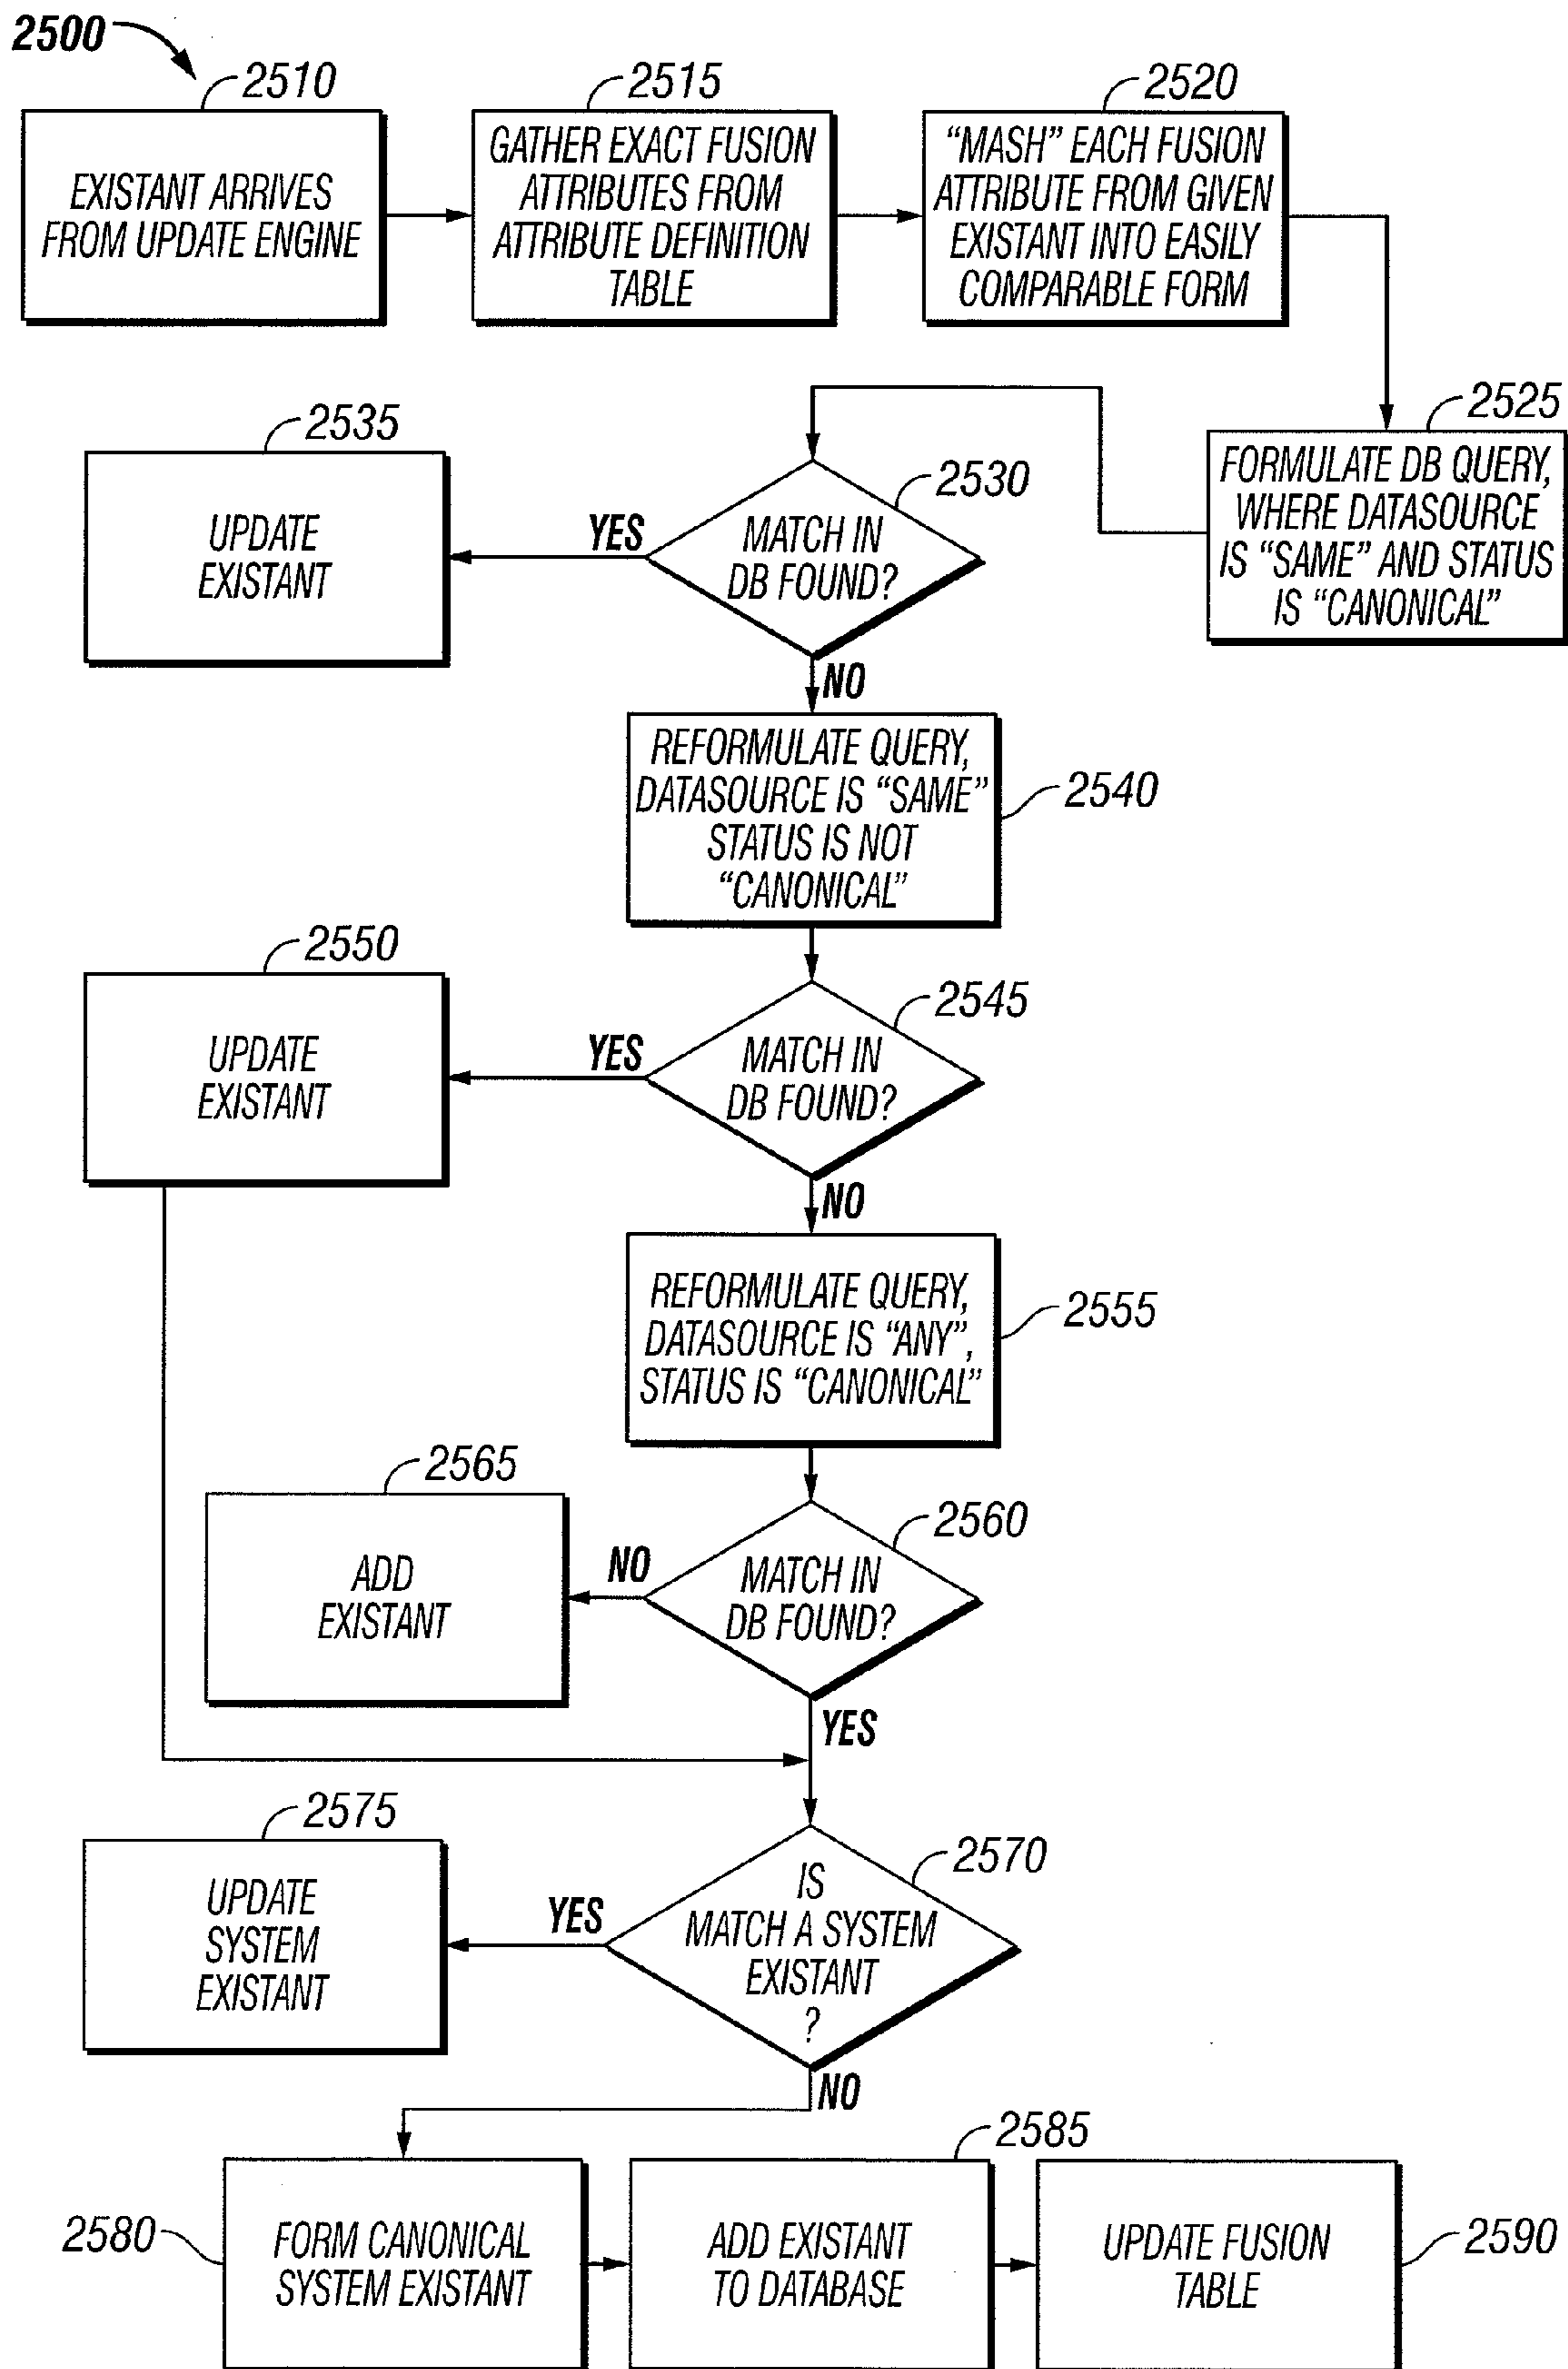 2500
2510
EXISTANT ARRIVES
FROM UPDATE ENGINE
2515
GATHER EXACT FUSION
ATTRIBUTES FROM
ATTRIBUTE DEFINITION
TABLE
2520
“MASH” EACH FUSION
ATTRIBUTE FROM GIVEN
EXISTANT INTO EASILY
COMPARABLE FORM
2525
FORMULATE DB QUERY,
WHERE DATASOURCE
IS “SAME” AND STATUS
IS “CANONICAL”
2530
MATCH IN
DB FOUND?
YES
2535
UPDATE
EXISTANT
NO
REFORMULATE QUERY,
DATASOURCE IS “SAME”
STATUS IS NOT
“CANONICAL”
2540
2545
MATCH IN
DB FOUND?
YES
2550
UPDATE
EXISTANT
NO
REFORMULATE QUERY,
DATASOURCE IS “ANY”,
STATUS IS “CANONICAL”
2555
2560
MATCH IN
DB FOUND?
NO
2565
ADD
EXISTANT
YES
2570
IS
MATCH A SYSTEM
EXISTANT
?
YES
2575
UPDATE
SYSTEM
EXISTANT
NO
2580
FORM CANONICAL
SYSTEM EXISTANT
2585
ADD EXISTANT
TO DATABASE
UPDATE FUSION
TABLE
2590